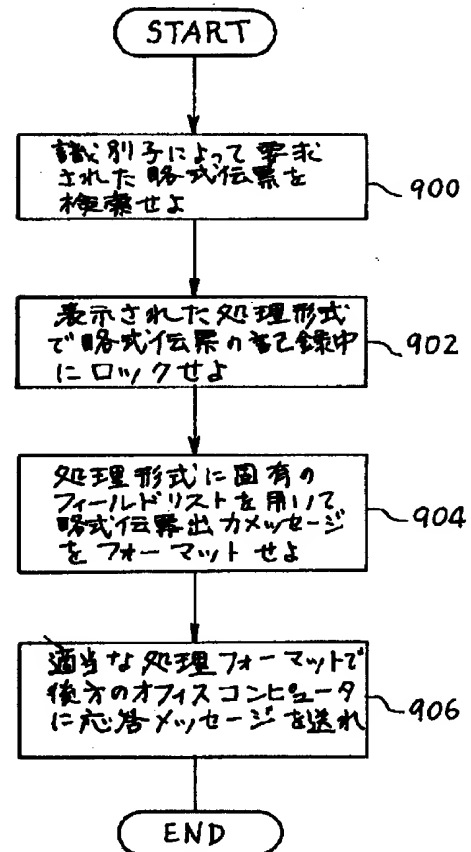 START
識別子によって要求
された略式伝票を
検索せよ
900
表示された処理形式
で略式伝票の記録中
にロックせよ
902
処理形式に固有の
フィールドリストを用いて
略式伝票出力メッセージ
をフォーマットせよ
904
適当な処理フォーマットで
後方のオフィスコンピュータ
に応答メッセージを送れ
906
END